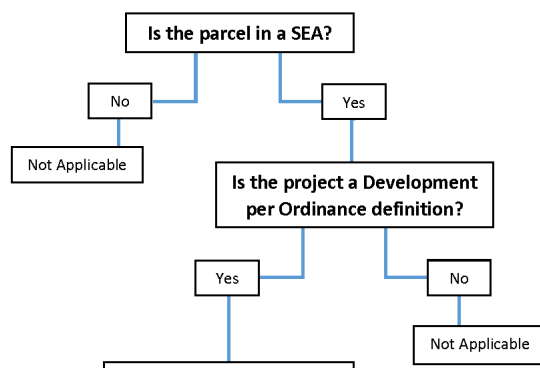 Is the parcel in a SEA?
No
Yes
Not Applicable
Is the project a Development
per Ordinance definition?
Yes
No
Not Applicable